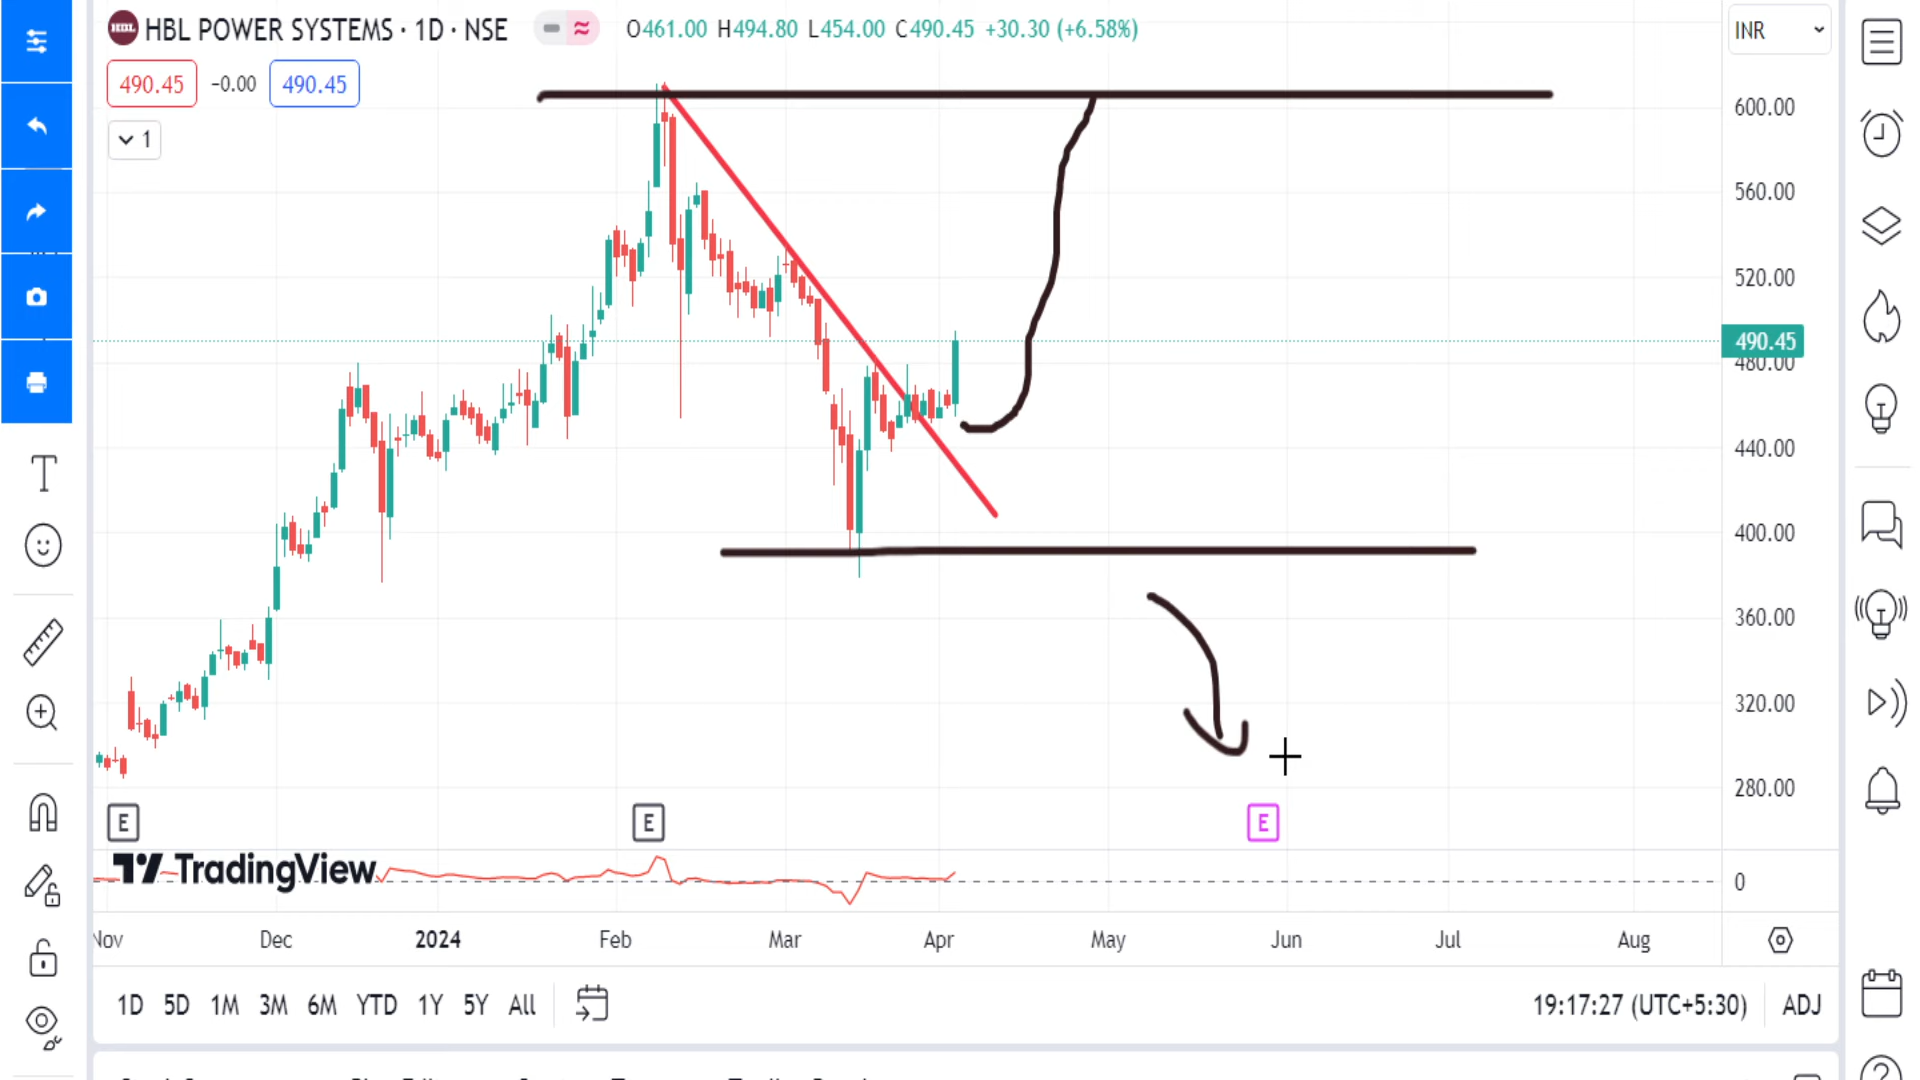 HBL HBL POWER SYSTEMS · 1D · NSE O461.00 H494.80 L454.00 C490.45 +30.30 (+6.58%) INR
490.45 −0.00 490.45
1
600.00
560.00
520.00
490.45
480.00
440.00
400.00
360.00
320.00
280.00
E E E
TradingView
0
Nov Dec 2024 Feb Mar Apr May Jun Jul Aug
1D 5D 1M 3M 6M YTD 1Y 5Y All 19:17:27 (UTC+5:30) ADJ